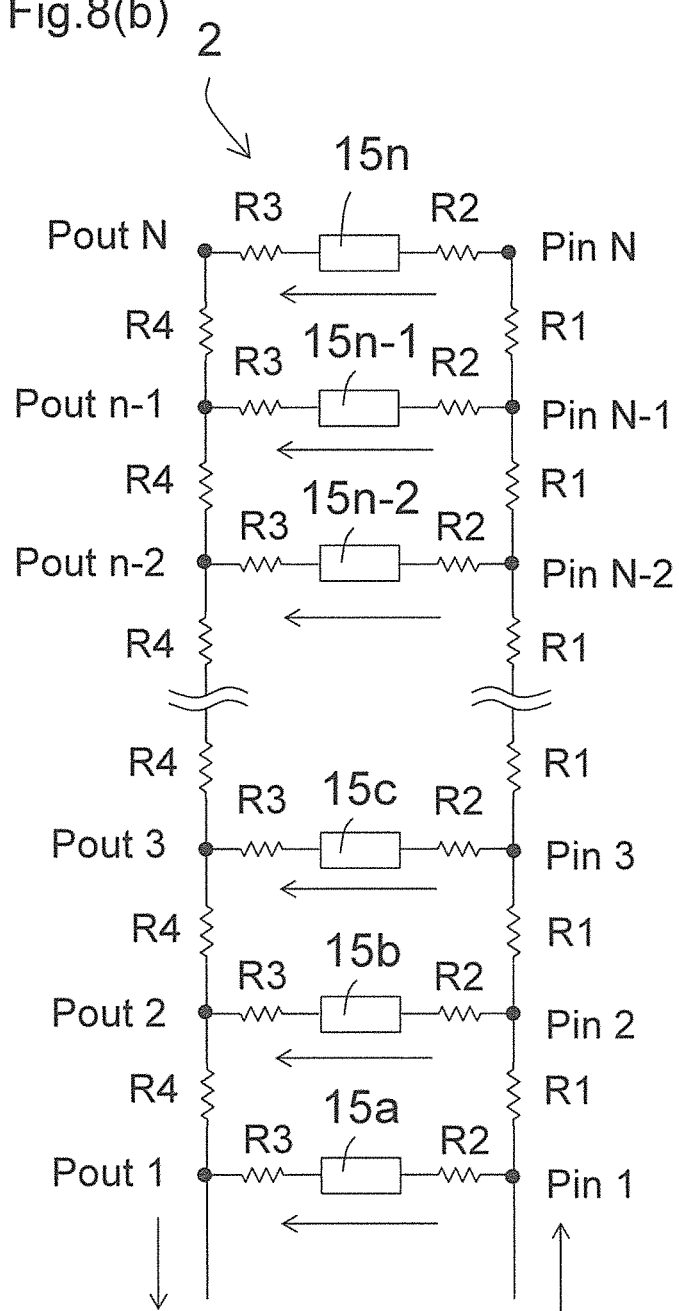 Fig.8(b)
2
15n
R3 R2
Pout N Pin N
R4 R1
15n-1
R3 R2
Pout n-1 Pin N-1
R4 R1
15n-2
R3 R2
Pout n-2 Pin N-2
R4 R1
R4 R1
15c
R3 R2
Pout 3 Pin 3
R4 R1
15b
R3 R2
Pout 2 Pin 2
R4 R1
15a
R3 R2
Pout 1 Pin 1